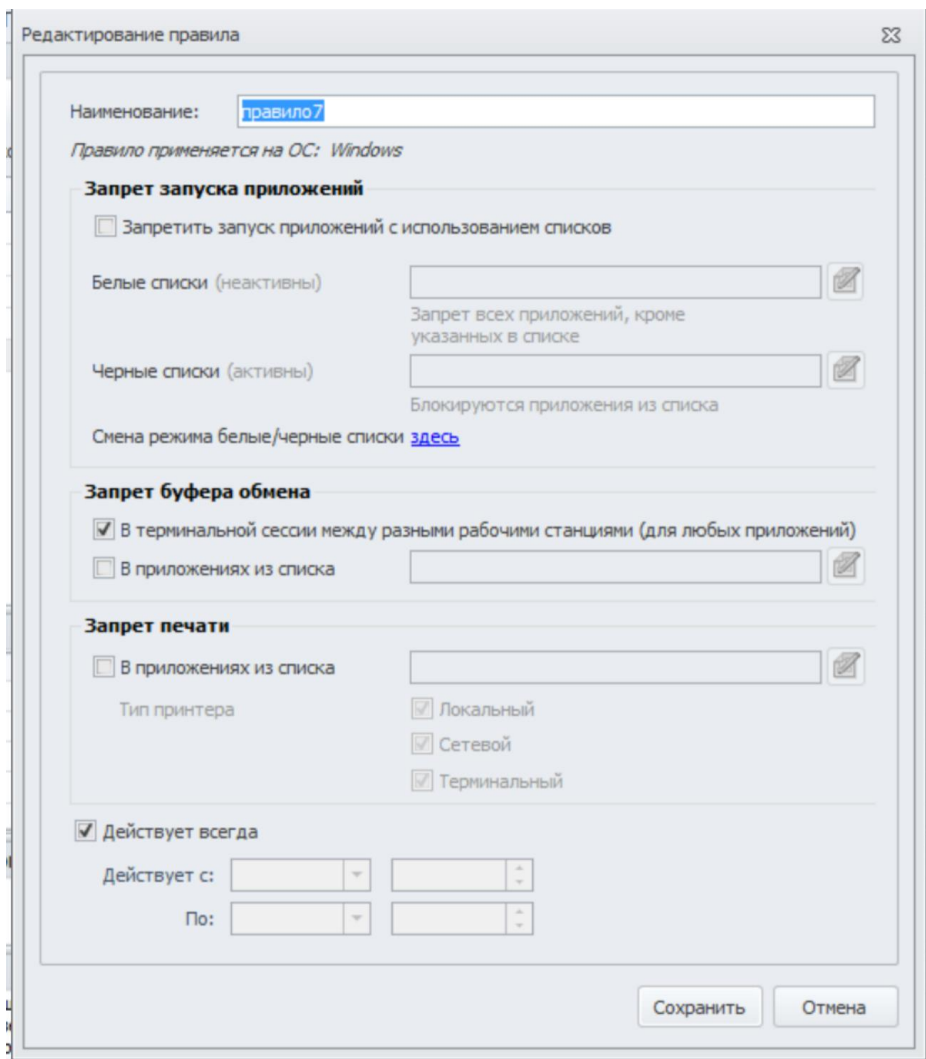 Редактирование правила
Наименование: правило7
Правило применяется на ОС: Windows
Запрет запуска приложений
Запретить запуск приложений с использованием списков
Белые списки (неактивны)
Запрет всех приложений, кроме
указанных в списке
Черные списки (активны)
Блокируются приложения из списка
Смена режима белые/черные списки здесь
Запрет буфера обмена
В терминальной сессии между разными рабочими станциями (для любых приложений)
В приложениях из списка
Запрет печати
В приложениях из списка
Тип принтера Локальный
Сетевой
Терминальный
Действует всегда
Действует с:
По:
Сохранить Отмена